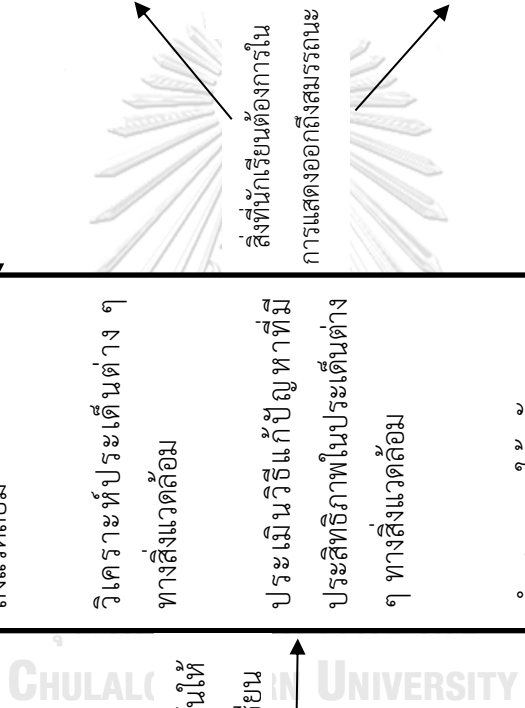 สิ่งที่นักเรียนต้องการใน
การแสดงออกถึงสมรรถนะ
วิเคราะห์ประเด็นต่าง ๆ
ทางสิ่งแวดล้อม
ประเมินวิธีแก้ปัญหาที่มี
ประสิทธิภาพในประเด็นต่าง
ๆ ทางสิ่งแวดล้อม
CHULAL RN UNIVERSITY